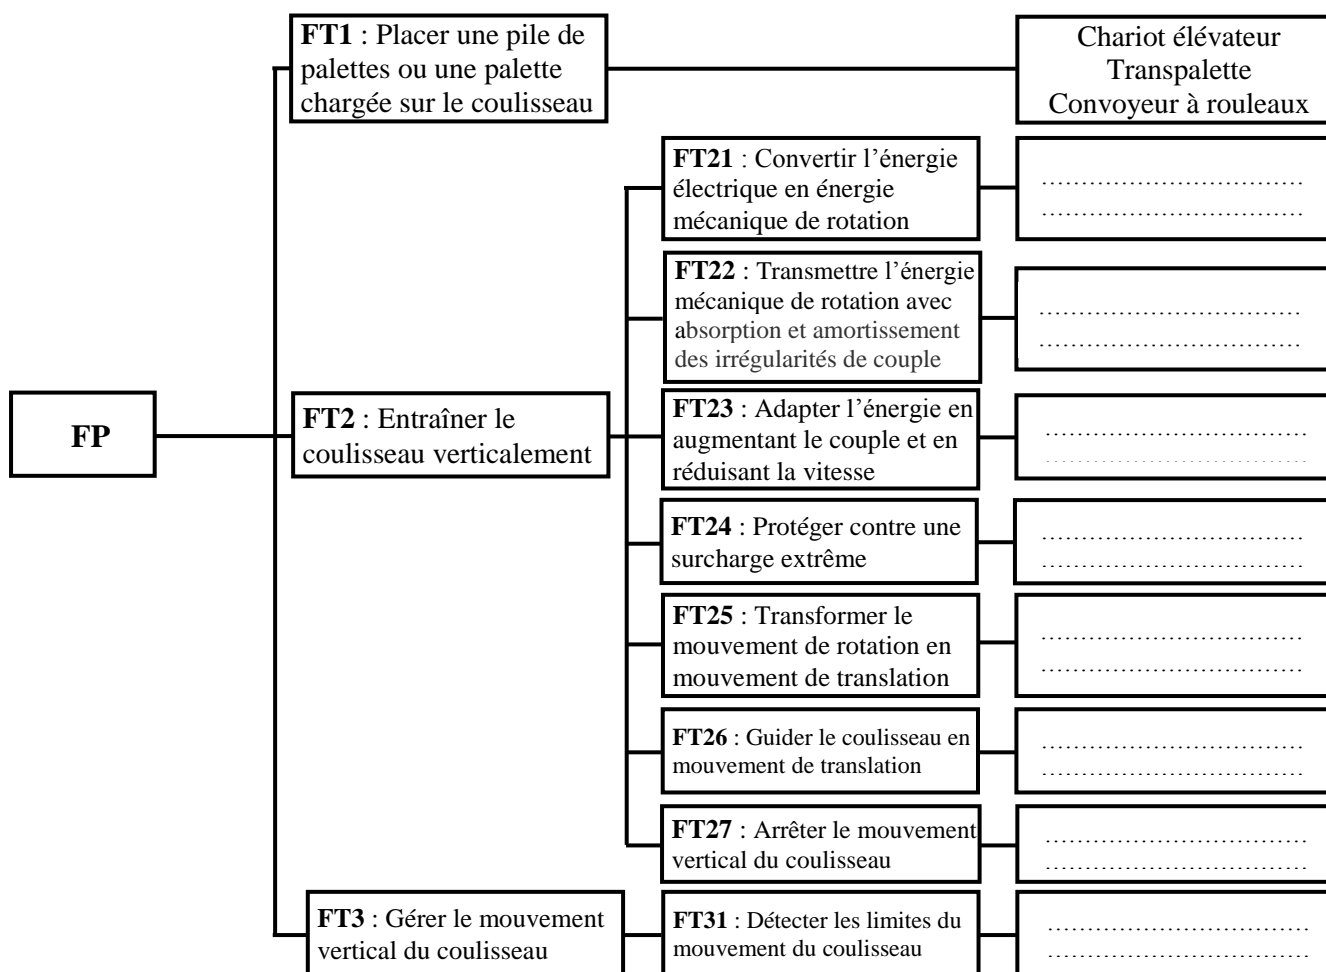 FT1 : Placer une pile de
palettes ou une palette
chargée sur le coulisseau
Chariot élévateur
Transpalette
Convoyeur à rouleaux
FT21 : Convertir l’énergie
électrique en énergie
mécanique de rotation
..................................
..................................
FT22 : Transmettre l’énergie
mécanique de rotation avec
absorption et amortissement
des irrégularités de couple
..................................
..................................
FP
FT2 : Entraîner le
coulisseau verticalement
FT23 : Adapter l’énergie en
augmentant le couple et en
réduisant la vitesse
..................................
..................................
FT24 : Protéger contre une
surcharge extrême
..................................
..................................
FT25 : Transformer le
mouvement de rotation en
mouvement de translation
..................................
..................................
FT26 : Guider le coulisseau en
mouvement de translation
..................................
..................................
FT27 : Arrêter le mouvement
vertical du coulisseau
..................................
..................................
FT3 : Gérer le mouvement
vertical du coulisseau
FT31 : Détecter les limites du
mouvement du coulisseau
..................................
..................................